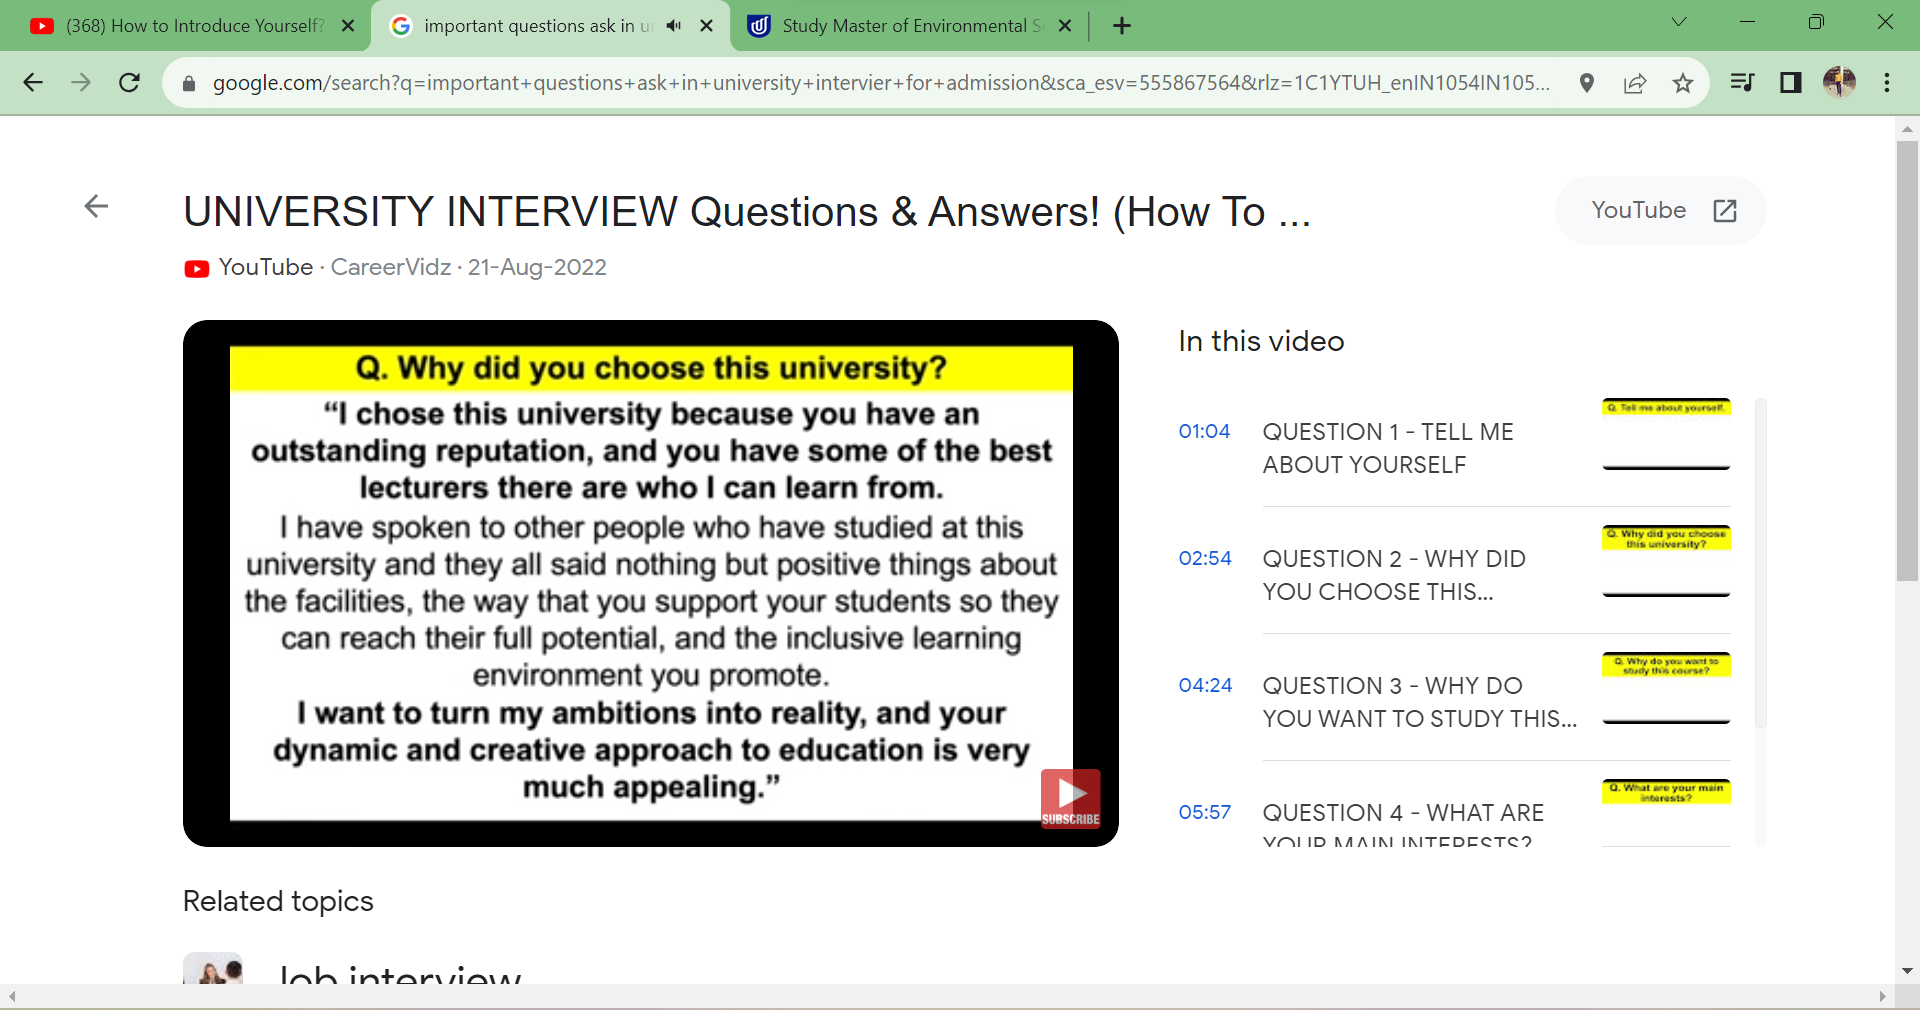 (368) How to Introduce Yourself?
important questions ask in u
Study Master of Environmental S
google.com/search?q=important+questions+ask+in+university+intervier+for+admission&sca_esv=555867564&rlz=1C1YTUH_enIN1054IN105...
UNIVERSITY INTERVIEW Questions & Answers! (How To ...
YouTube
YouTube · CareerVidz · 21-Aug-2022
Q. Why did you choose this university?
“I chose this university because you have an
outstanding reputation, and you have some of the best
lecturers there are who I can learn from.
I have spoken to other people who have studied at this
university and they all said nothing but positive things about
the facilities, the way that you support your students so they
can reach their full potential, and the inclusive learning
environment you promote.
I want to turn my ambitions into reality, and your
dynamic and creative approach to education is very
much appealing.”
SUBSCRIBE
In this video
01:04
QUESTION 1 - TELL ME
ABOUT YOURSELF
Q. Tell me about yourself.
02:54
QUESTION 2 - WHY DID
YOU CHOOSE THIS...
Q. Why did you choose
this university?
04:24
QUESTION 3 - WHY DO
YOU WANT TO STUDY THIS...
Q. Why do you want to
study this course?
05:57
QUESTION 4 - WHAT ARE
YOUR MAIN INTERESTS?
Q. What are your main
interests?
Related topics
Job interview